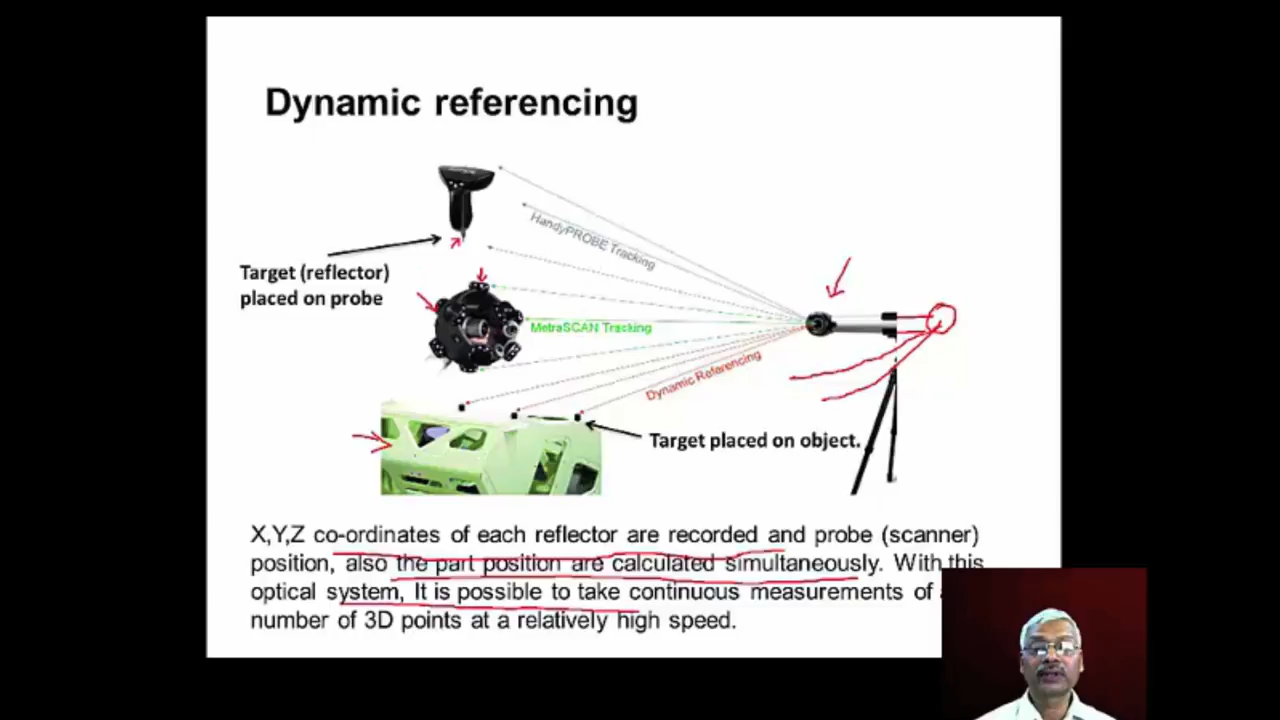 Dynamic referencing
HandyPROBE Tracking
Target (reflector)
placed on probe
MetraSCAN Tracking
Dynamic Referencing
Target placed on object.
X,Y,Z co-ordinates of each reflector are recorded and probe (scanner)
position, also the part position are calculated simultaneously. With this
optical system, It is possible to take continuous measurements of
number of 3D points at a relatively high speed.